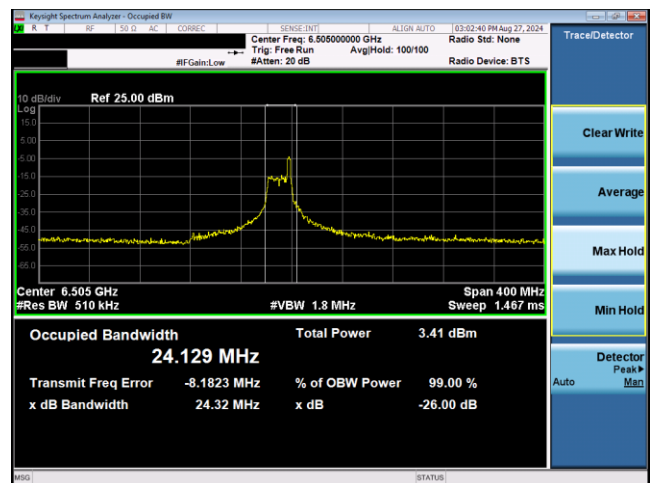 Keysight Spectrum Analyzer - Occupied BW
R T RF 50 Ω AC CORREC SENSE:INT ALIGN AUTO 03:02:40 PM Aug 27, 2024
Center Freq: 6.505000000 GHz Radio Std: None
Trig: Free Run Avg|Hold: 100/100
#IFGain:Low #Atten: 20 dB Radio Device: BTS
Trace/Detector
10 dB/div Ref 25.00 dBm
Log
15.0
5.00
-5.00
-15.0
-25.0
-35.0
-45.0
-55.0
-65.0
Center 6.505 GHz Span 400 MHz
#Res BW 510 kHz #VBW 1.8 MHz Sweep 1.467 ms
Occupied Bandwidth Total Power 3.41 dBm
24.129 MHz
Transmit Freq Error -8.1823 MHz % of OBW Power 99.00 %
x dB Bandwidth 24.32 MHz x dB -26.00 dB
Clear Write
Average
Max Hold
Min Hold
Detector
Peak▶
Auto Man
MSG STATUS